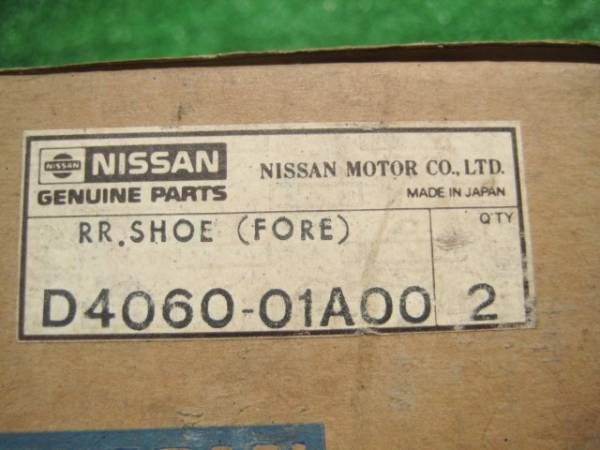 NISSAN NISSAN NISSAN MOTOR CO., LTD.
GENUINE PARTS MADE IN JAPAN
RR. SHOE (FORE) Q'TY
D4060-01A00 2